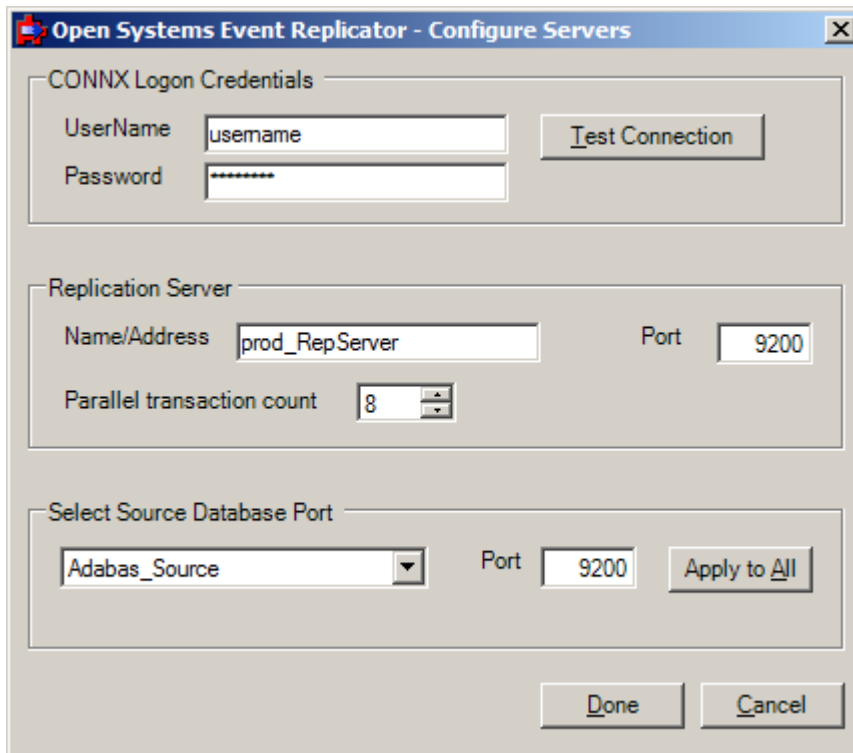 Open Systems Event Replicator - Configure Servers
CONNX Logon Credentials
UserName username Test Connection
Password ********
Replication Server
Name/Address prod_RepServer Port 9200
Parallel transaction count 8
Select Source Database Port
Adabas_Source Port 9200 Apply to All
Done Cancel